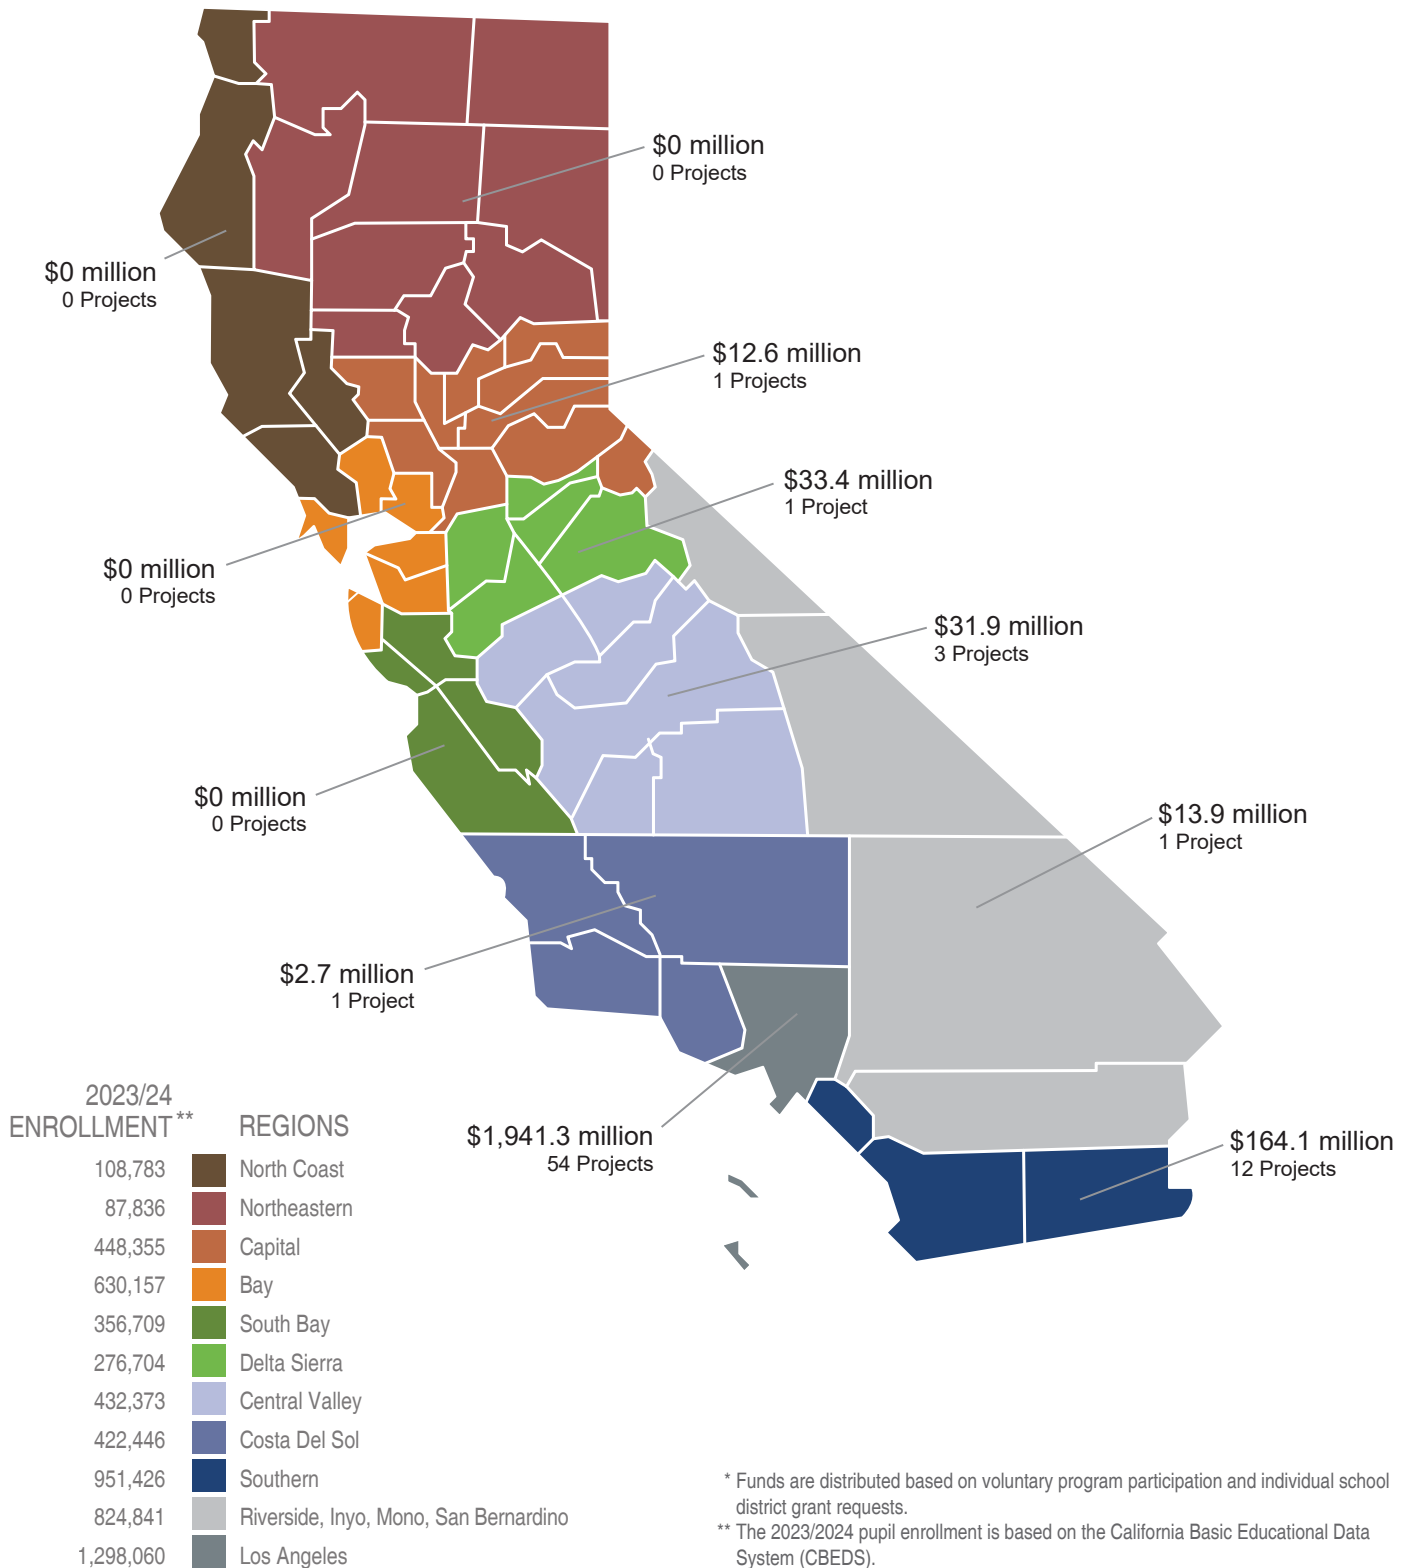 $0 million
0 Projects
$0 million
0 Projects
$12.6 million
1 Projects
$33.4 million
1 Project
$0 million
0 Projects
$31.9 million
3 Projects
$0 million
0 Projects
$13.9 million
1 Project
$2.7 million
1 Project
$1,941.3 million
54 Projects
$164.1 million
12 Projects
2023/24
ENROLLMENT** REGIONS
108,783 North Coast
87,836 Northeastern
448,355 Capital
630,157 Bay
356,709 South Bay
276,704 Delta Sierra
432,373 Central Valley
422,446 Costa Del Sol
951,426 Southern
824,841 Riverside, Inyo, Mono, San Bernardino
1,298,060 Los Angeles
* Funds are distributed based on voluntary program participation and individual school
district grant requests.
** The 2023/2024 pupil enrollment is based on the California Basic Educational Data
System (CBEDS).